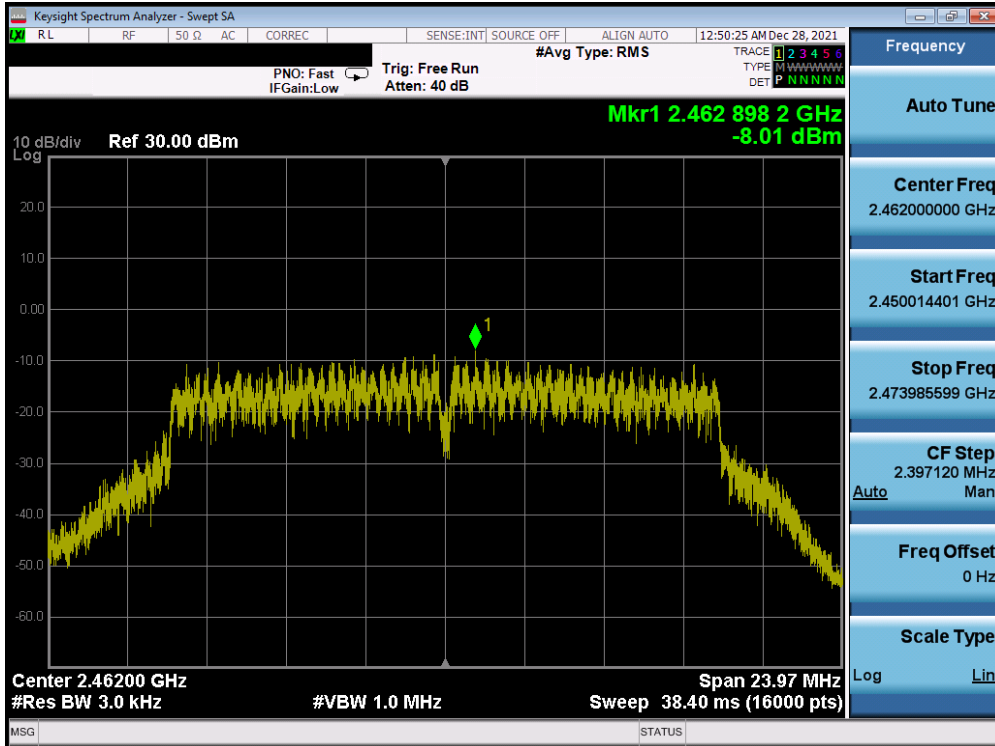 Keysight Spectrum Analyzer - Swept SA
LXI RL RF 50 Ω AC CORREC SENSE:INT SOURCE OFF ALIGN AUTO 12:50:25 AM Dec 28, 2021
#Avg Type: RMS
TRACE 1 2 3 4 5 6
TYPE M W W W W W
DET P N N N N N
PNO: Fast
IFGain:Low
Trig: Free Run
Atten: 40 dB
Mkr1 2.462 898 2 GHz
-8.01 dBm
10 dB/div Ref 30.00 dBm
Log
20.0
10.0
0.00
-10.0
-20.0
-30.0
-40.0
-50.0
-60.0
1
Center 2.46200 GHz
#Res BW 3.0 kHz
#VBW 1.0 MHz
Span 23.97 MHz
Sweep 38.40 ms (16000 pts)
MSG
STATUS
Frequency
Auto Tune
Center Freq
2.462000000 GHz
Start Freq
2.450014401 GHz
Stop Freq
2.473985599 GHz
CF Step
2.397120 MHz
Auto Man
Freq Offset
0 Hz
Scale Type
Log Lin